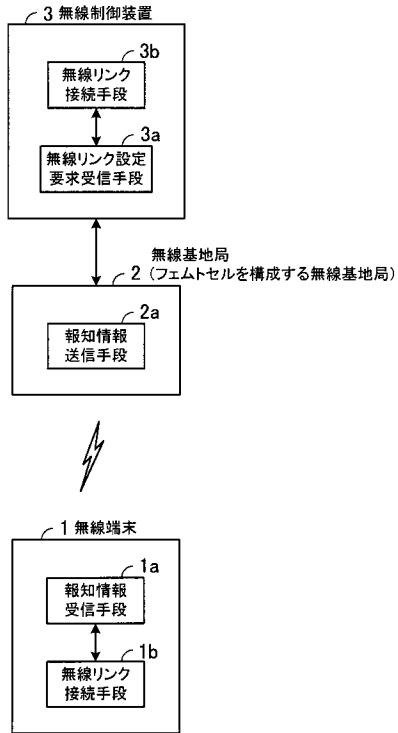 3 無線制御装置
3b
無線リンク
接続手段
3a
無線リンク設定
要求受信手段
無線基地局
2 (フェムトセルを構成する無線基地局)
2a
報知情報
送信手段
1 無線端末
1a
報知情報
受信手段
1b
無線リンク
接続手段